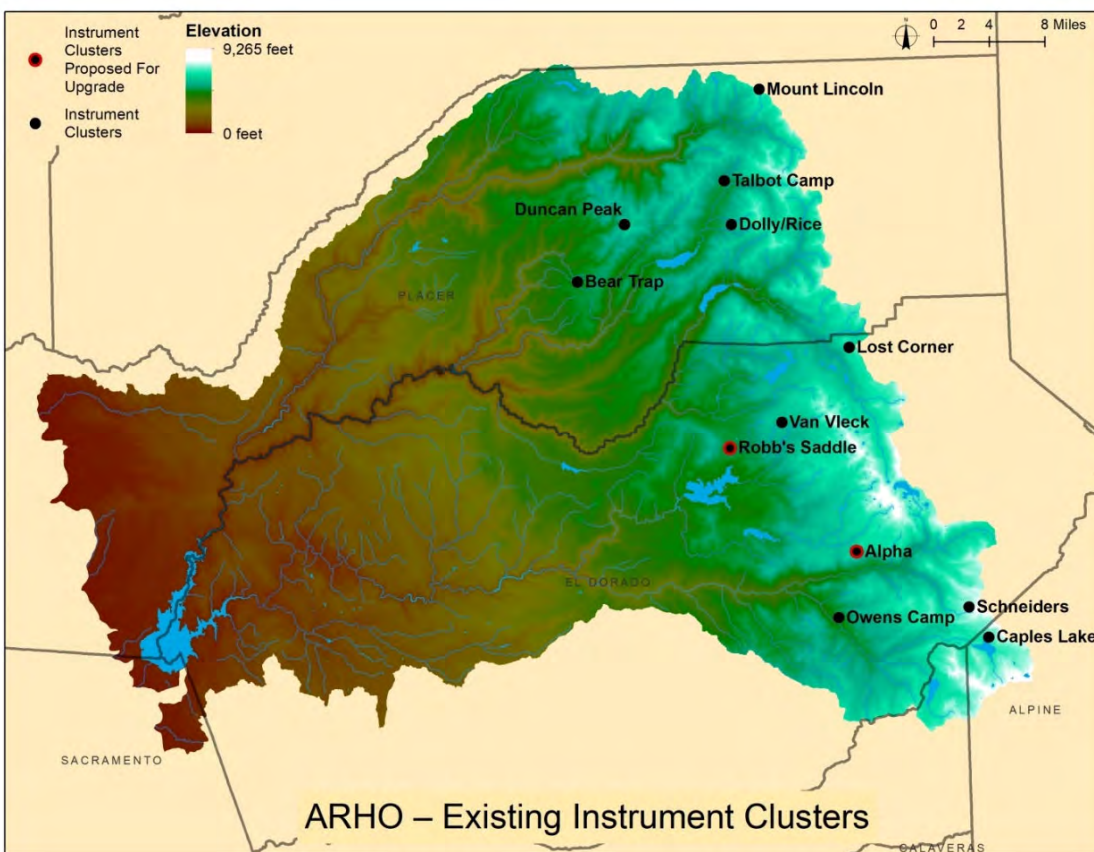 Instrument
Clusters
Proposed For
Upgrade
Instrument
Clusters
Elevation
9,265 feet
0 feet
N
0 2 4 8 Miles
Mount Lincoln
Talbot Camp
Duncan Peak
Dolly/Rice
Bear Trap
PLACER
Lost Corner
Van Vleck
Robb's Saddle
Alpha
EL DORADO
Schneiders
Owens Camp
Caples Lake
ALPINE
SACRAMENTO
ARHO – Existing Instrument Clusters
CALAVERAS